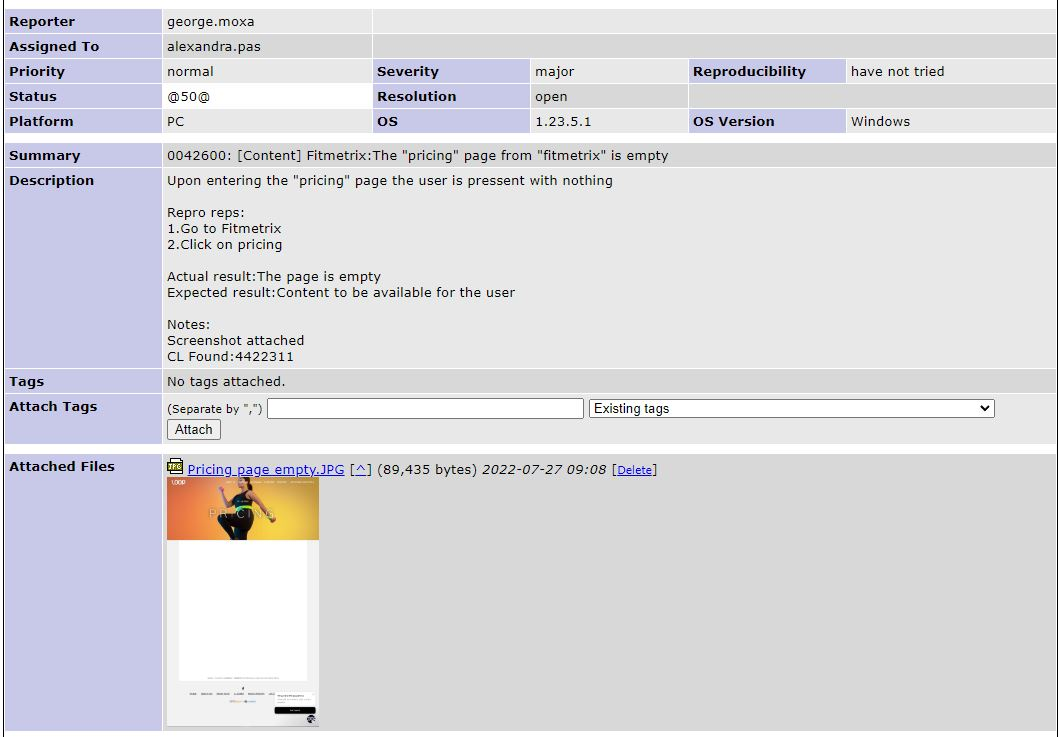 Reporter george.moxa
Assigned To alexandra.pas
Priority normal Severity major Reproducibility have not tried
Status @50@ Resolution open
Platform PC OS 1.23.5.1 OS Version Windows
Summary 0042600: [Content] Fitmetrix:The "pricing" page from "fitmetrix" is empty
Description Upon entering the "pricing" page the user is pressent with nothing
Repro reps:
1.Go to Fitmetrix
2.Click on pricing
Actual result:The page is empty
Expected result:Content to be available for the user
Notes:
Screenshot attached
CL Found:4422311
Tags No tags attached.
Attach Tags (Separate by ",") Existing tags
Attach
Attached Files JPG Pricing page empty.JPG [^] (89,435 bytes) 2022-07-27 09:08 [Delete]
LOOP
PRICING